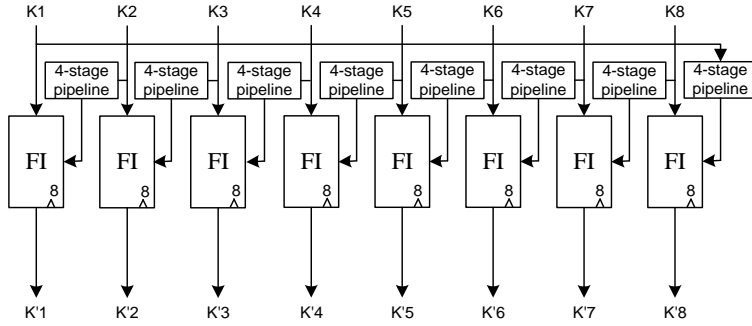 K1 K2 K3 K4 K5 K6 K7 K8
4-stage pipeline
4-stage pipeline
4-stage pipeline
4-stage pipeline
4-stage pipeline
4-stage pipeline
4-stage pipeline
4-stage pipeline
FI FI FI FI FI FI FI FI
8 8 8 8 8 8 8 8
K'1 K'2 K'3 K'4 K'5 K'6 K'7 K'8